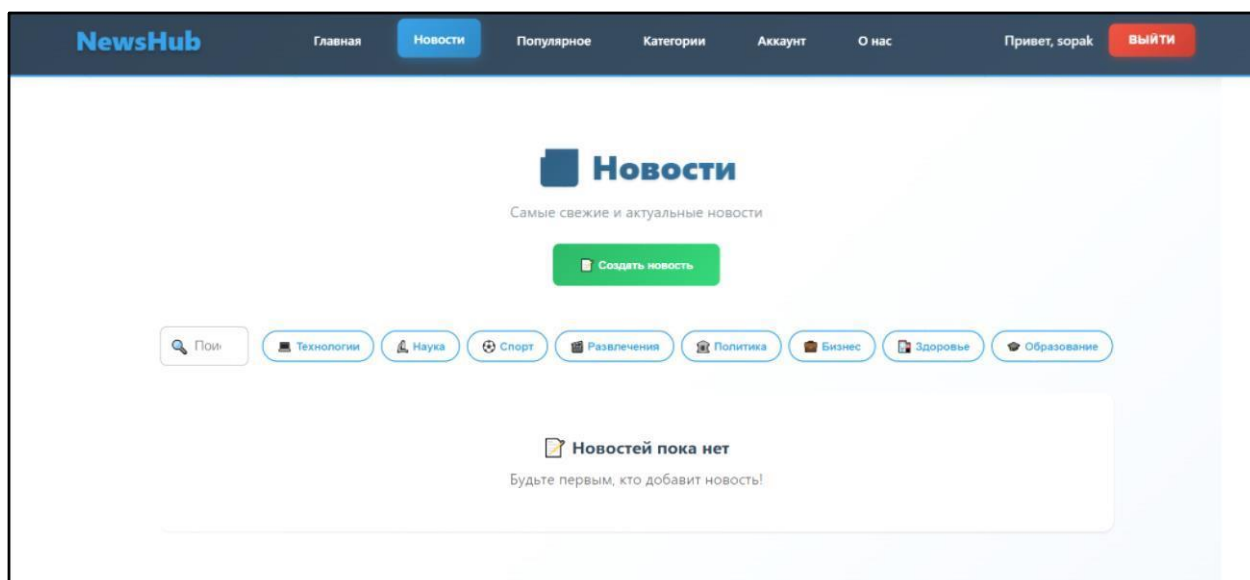 NewsHub Главная Новости Популярное Категории Аккаунт О нас Привет, sopak ВЫЙТИ
Новости
Самые свежие и актуальные новости
Создать новость
Технологии Наука Спорт Развлечения Политика Бизнес Здоровье Образование
Новостей пока нет
Будьте первым, кто добавит новость!